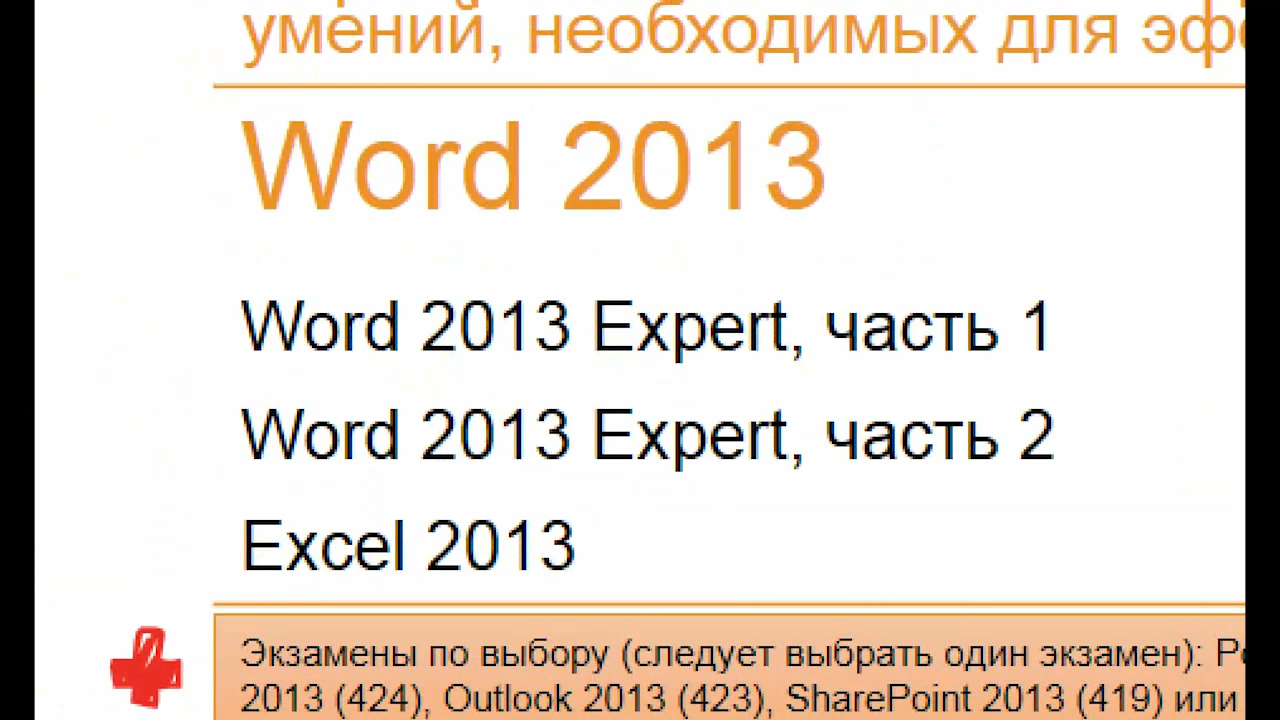 умений, необходимых для эф
Word 2013
Word 2013 Expert, часть 1
Word 2013 Expert, часть 2
Excel 2013
Экзамены по выбору (следует выбрать один экзамен):
2013 (424), Outlook 2013 (423), SharePoint 2013 (419) или